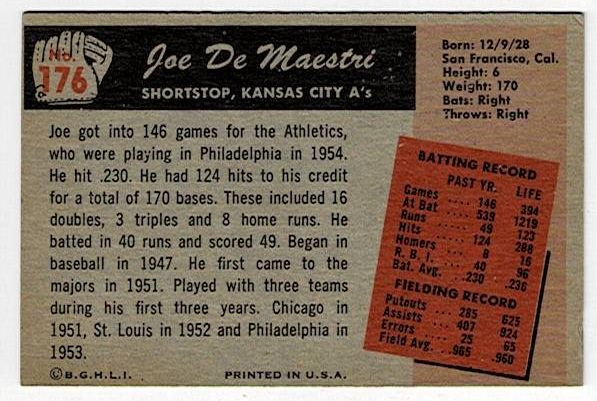 No.
176
Joe De Maestri
SHORTSTOP, KANSAS CITY A's
Born: 12/9/28
San Francisco, Cal.
Height: 6
Weight: 170
Bats: Right
Throws: Right
Joe got into 146 games for the Athletics,
who were playing in Philadelphia in 1954.
He hit .230. He had 124 hits to his credit
for a total of 170 bases. These included 16
doubles, 3 triples and 8 home runs. He
batted in 40 runs and scored 49. Began in
baseball in 1947. He first came to the
majors in 1951. Played with three teams
during his first three years. Chicago in
1951, St. Louis in 1952 and Philadelphia in
1953.
BATTING RECORD
PAST YR. LIFE
Games .... 146 394
At Bat .... 539 1219
Runs .... 49 123
Hits .... 124 288
Homers .... 8 16
R. B. I. .... 40 96
Bat. Avg. .. .230 .236
FIELDING RECORD
Putouts .... 285 625
Assists .... 407 924
Errors .... 25 65
Field Avg. .. .965 .960
©B.G.H.L.I. PRINTED IN U.S.A.